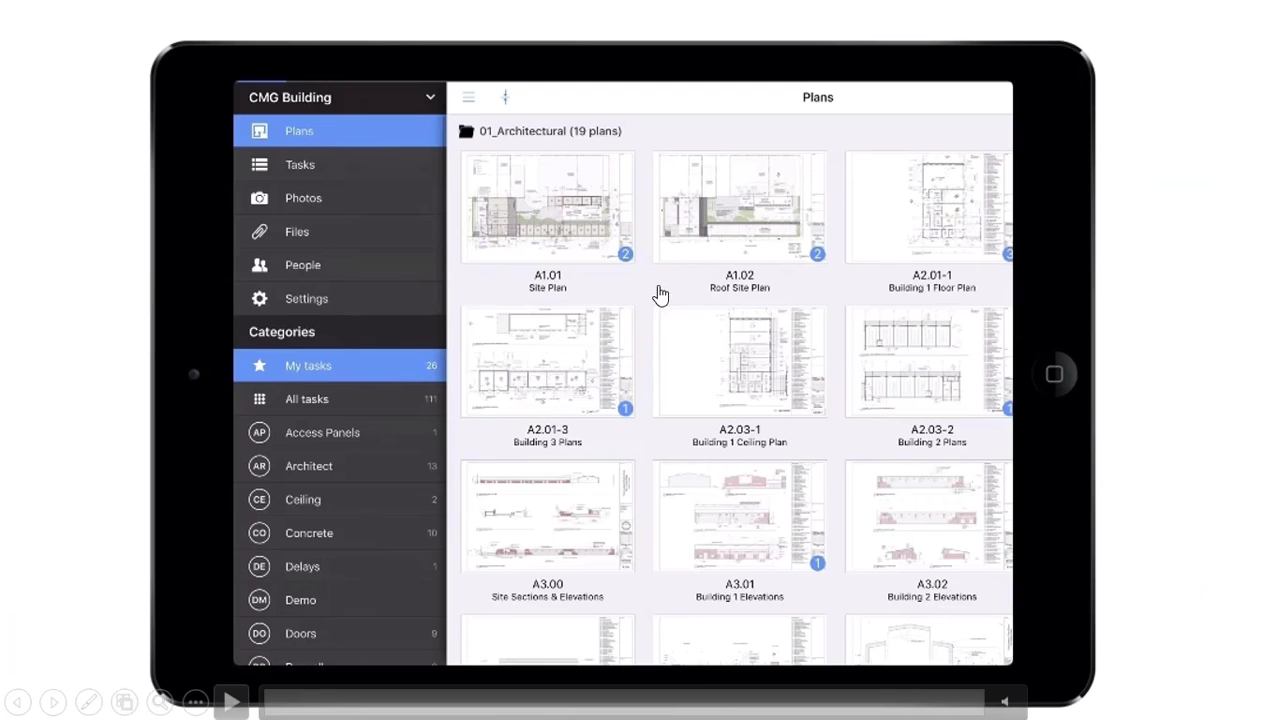 CMG Building
Plans
Tasks
Photos
Files
People
Settings
Categories
My tasks 26
All tasks 111
AP Access Panels 1
AR Architect 13
CE Ceiling 2
CO Concrete 10
DE Delays 1
DM Demo
DO Doors 9
Plans
01_Architectural (19 plans)
2
2
3
A1.01
Site Plan
A1.02
Roof Site Plan
A2.01-1
Building 1 Floor Plan
1
1
A2.01-3
Building 3 Plans
A2.03-1
Building 1 Ceiling Plan
A2.03-2
Building 2 Plans
1
A3.00
Site Sections & Elevations
A3.01
Building 1 Elevations
A3.02
Building 2 Elevations